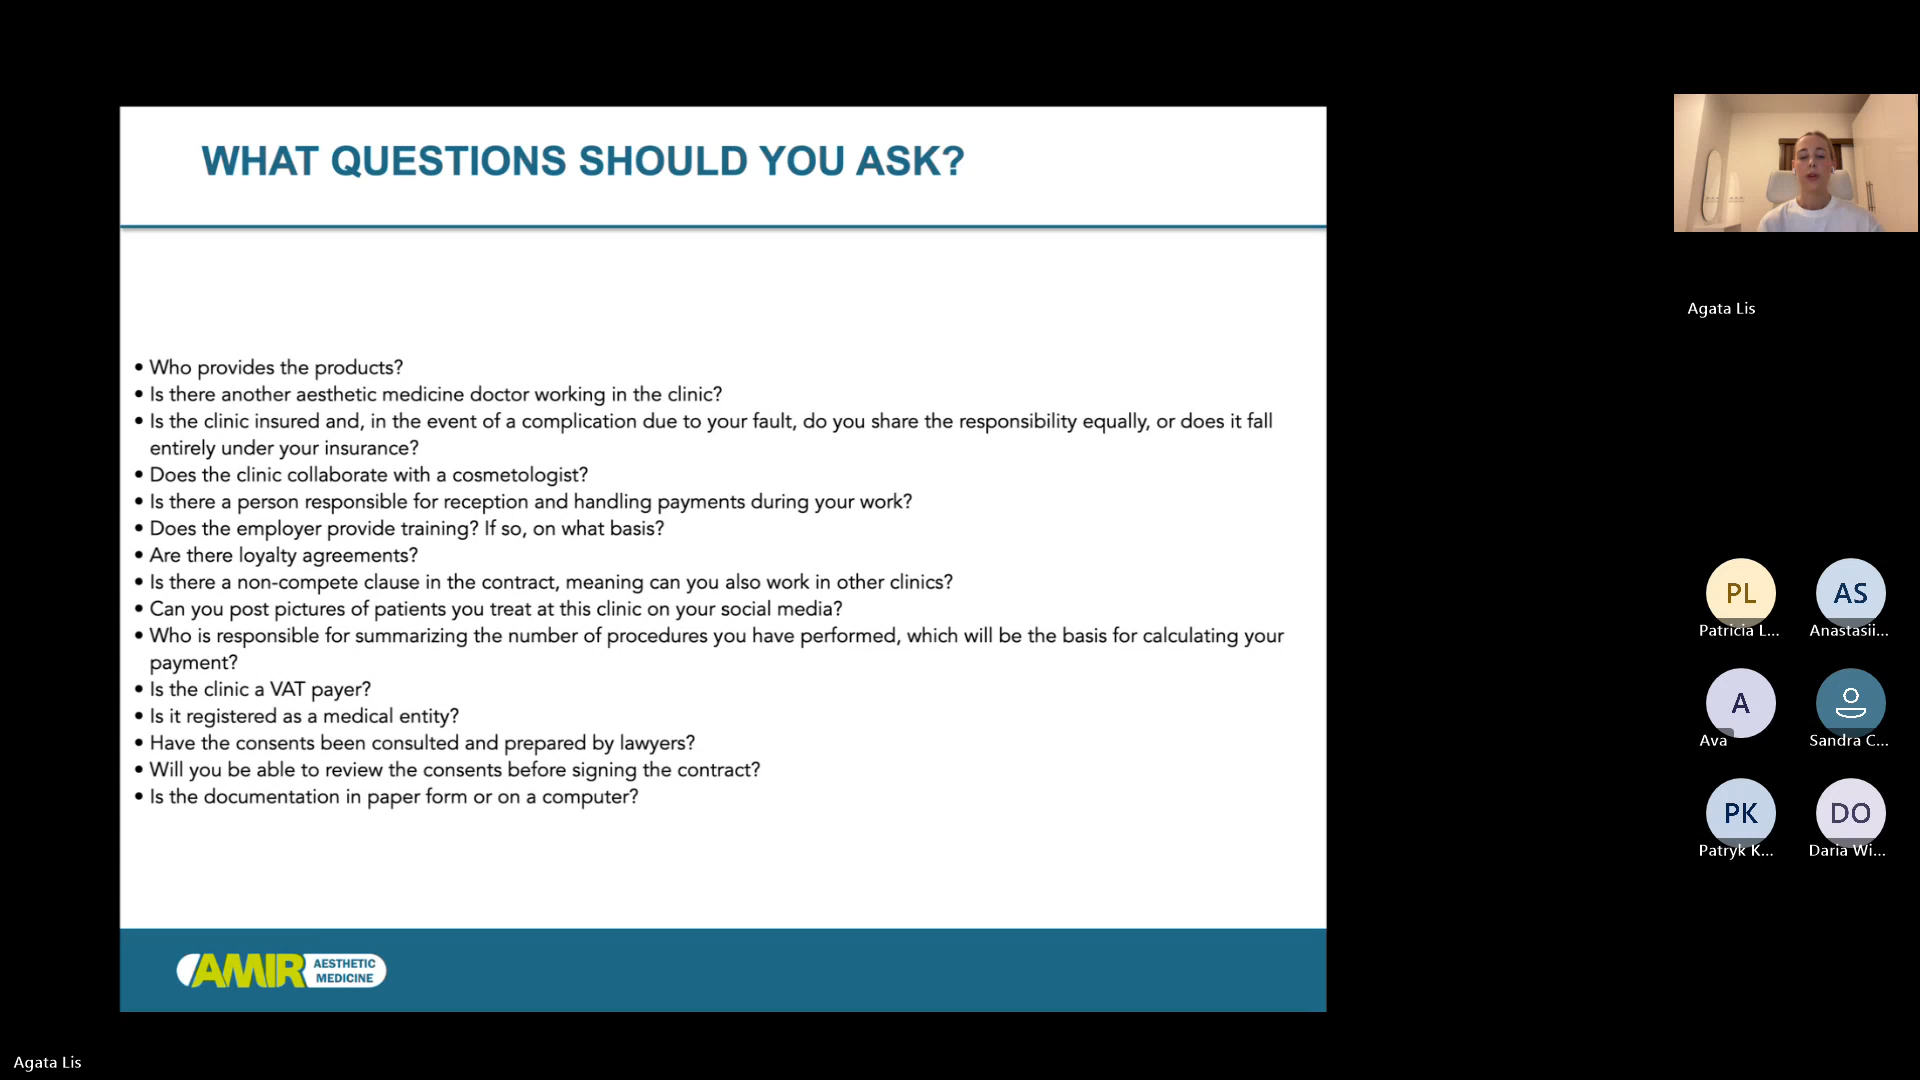 WHAT QUESTIONS SHOULD YOU ASK?
• Who provides the products?
• Is there another aesthetic medicine doctor working in the clinic?
• Is the clinic insured and, in the event of a complication due to your fault, do you share the responsibility equally, or does it fall
entirely under your insurance?
• Does the clinic collaborate with a cosmetologist?
• Is there a person responsible for reception and handling payments during your work?
• Does the employer provide training? If so, on what basis?
• Are there loyalty agreements?
• Is there a non-compete clause in the contract, meaning can you also work in other clinics?
• Can you post pictures of patients you treat at this clinic on your social media?
• Who is responsible for summarizing the number of procedures you have performed, which will be the basis for calculating your
payment?
• Is the clinic a VAT payer?
• Is it registered as a medical entity?
• Have the consents been consulted and prepared by lawyers?
• Will you be able to review the consents before signing the contract?
• Is the documentation in paper form or on a computer?
AMIR AESTHETIC
MEDICINE
Agata Lis
Agata Lis
PL AS
Patricia L... Anastasii...
A
Ava Sandra C...
PK DO
Patryk K... Daria Wi...